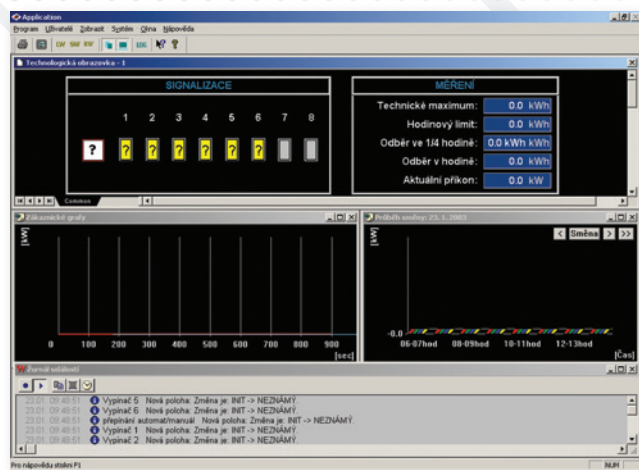 Application
Program Uživatelé Zobrazit Systém Okna Nápověda
LOG
Technologická obrazovka - 1
SIGNALIZACE
1 2 3 4 5 6 7 8
? ? ? ? ? ? ?
MĚŘENÍ
Technické maximum: 0.0 kWh
Hodinový limit: 0.0 kWh
Odběr ve 1/4 hodině: 0.0 kWh kWh
Odběr v hodině: 0.0 kWh
Aktuální příkon: 0.0 kW
Common
Zákaznické grafy
[kW]
0 100 200 300 400 500 600 700 800 900
[sec]
Průběh směny: 23. 1. 2003
[kW]
< Směna > >>
-0.0
06-07hod 08-09hod 10-11hod 12-13hod
[Čas]
Žurnál událostí
23.01. 09:48:51 Vypínač 5 Nová poloha: Změna je: INIT -> NEZNÁMÝ.
23.01. 09:48:51 Vypínač 6 Nová poloha: Změna je: INIT -> NEZNÁMÝ.
23.01. 09:48:51 přepínání automat/manuál Nová poloha: Změna je: INIT -> NEZNÁMÝ.
23.01. 09:48:51 Vypínač 1 Nová poloha: Změna je: INIT -> NEZNÁMÝ.
23.01. 09:48:51 Vypínač 2 Nová poloha: Změna je: INIT -> NEZNÁMÝ.
Pro nápovědu stiskni F1
NUM